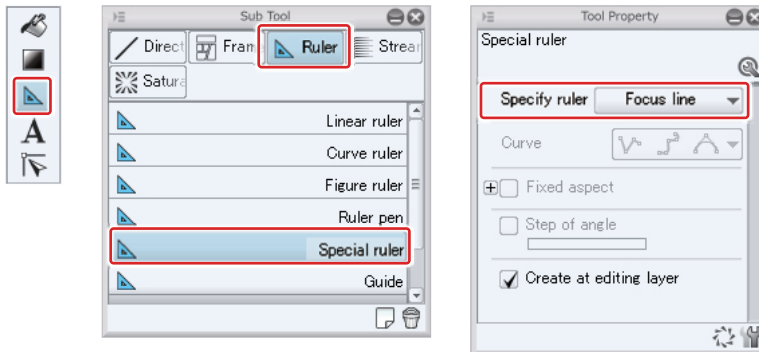 A
Sub Tool
Direct
Fram
Ruler
Strear
Satura
Linear ruler
Curve ruler
Figure ruler
Ruler pen
Special ruler
Guide
Tool Property
Special ruler
Specify ruler Focus line
Curve
Fixed aspect
Step of angle
Create at editing layer